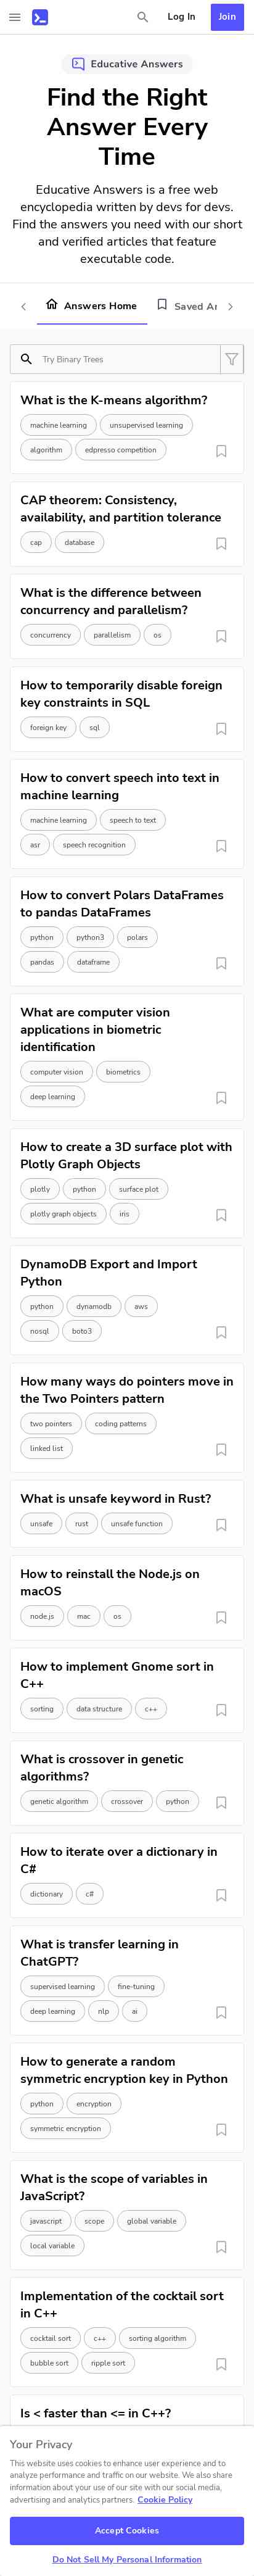 Log In
Join
Educative Answers
Find the Right
Answer Every
Time
Educative Answers is a free web
encyclopedia written by devs for devs.
Find the answers you need with our short
and verified articles that feature
executable code.
Answers Home
Saved An
Try Binary Trees
What is the K-means algorithm?
machine learning
unsupervised learning
algorithm
edpresso competition
CAP theorem: Consistency,
availability, and partition tolerance
cap
database
What is the difference between
concurrency and parallelism?
concurrency
parallelism
os
How to temporarily disable foreign
key constraints in SQL
foreign key
sql
How to convert speech into text in
machine learning
machine learning
speech to text
asr
speech recognition
How to convert Polars DataFrames
to pandas DataFrames
python
python3
polars
pandas
dataframe
What are computer vision
applications in biometric
identification
computer vision
biometrics
deep learning
How to create a 3D surface plot with
Plotly Graph Objects
plotly
python
surface plot
plotly graph objects
iris
DynamoDB Export and Import
Python
python
dynamodb
aws
nosql
boto3
How many ways do pointers move in
the Two Pointers pattern
two pointers
coding patterns
linked list
What is unsafe keyword in Rust?
unsafe
rust
unsafe function
How to reinstall the Node.js on
macOS
node.js
mac
os
How to implement Gnome sort in
C++
sorting
data structure
c++
What is crossover in genetic
algorithms?
genetic algorithm
crossover
python
How to iterate over a dictionary in
C#
dictionary
c#
What is transfer learning in
ChatGPT?
supervised learning
fine-tuning
deep learning
nlp
ai
How to generate a random
symmetric encryption key in Python
python
encryption
symmetric encryption
What is the scope of variables in
JavaScript?
javascript
scope
global variable
local variable
Implementation of the cocktail sort
in C++
cocktail sort
c++
sorting algorithm
bubble sort
ripple sort
Is < faster than <= in C++?
Your Privacy
This website uses cookies to enhance user experience and to
analyze performance and traffic on our website. We also share
information about your use of our site with our social media,
advertising and analytics partners. Cookie Policy
Accept Cookies
Do Not Sell My Personal Information